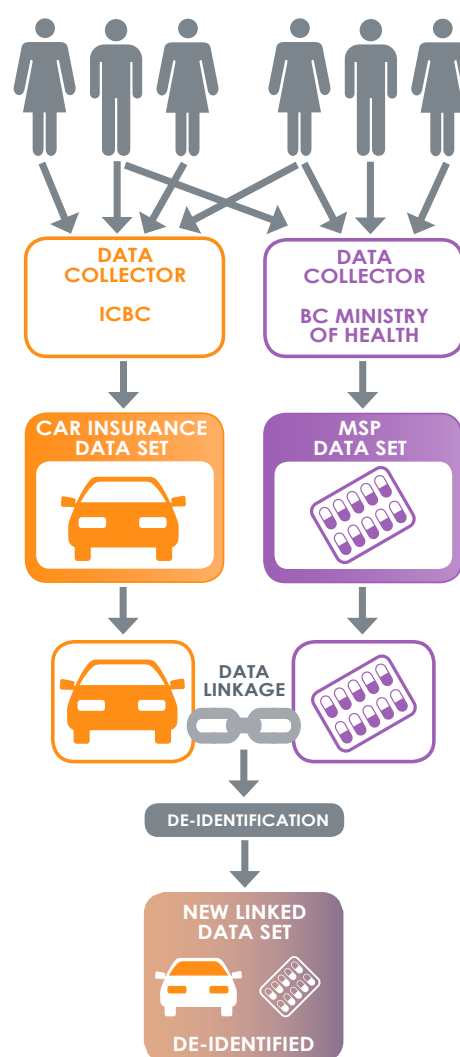 DATA
COLLECTOR
ICBC
DATA
COLLECTOR
BC MINISTRY
OF HEALTH
CAR INSURANCE
DATA SET
MSP
DATA SET
DATA
LINKAGE
DE-IDENTIFICATION
NEW LINKED
DATA SET
DE-IDENTIFIED